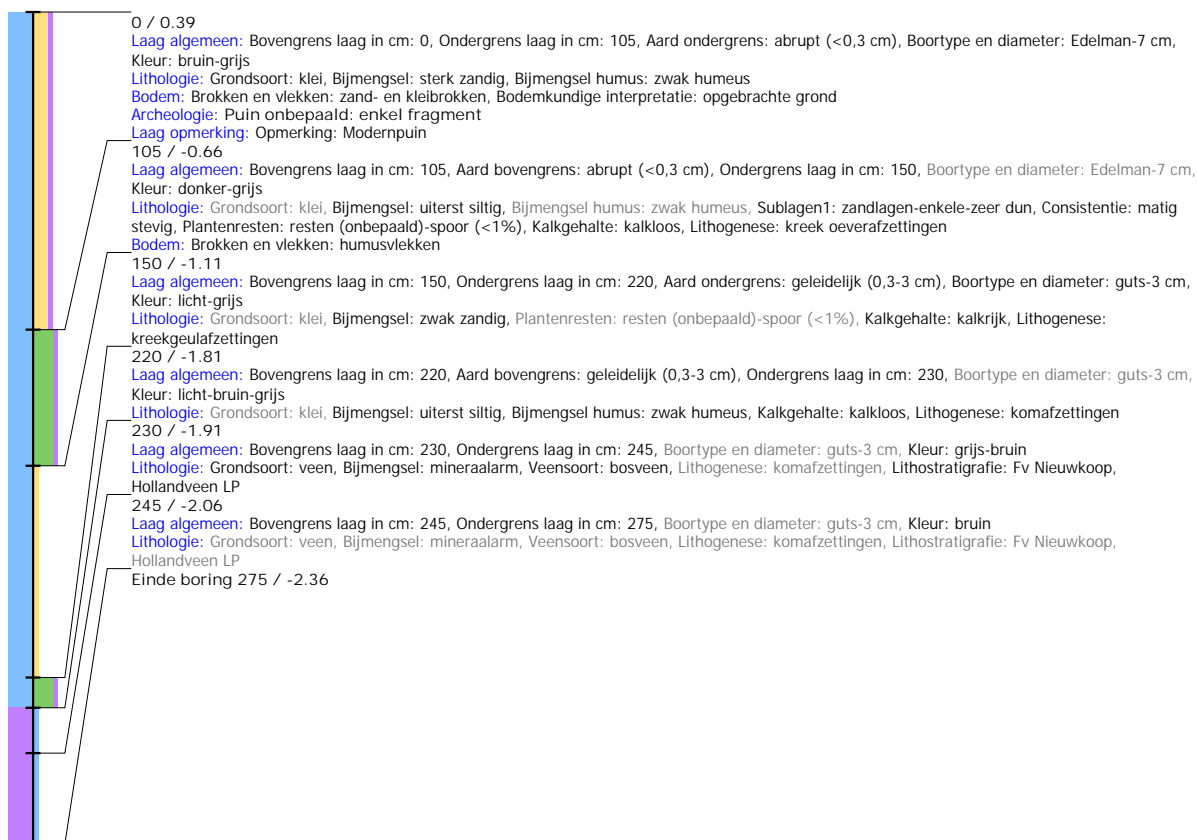 0 / 0.39
Laag algemeen: Bovengrens laag in cm: 0, Ondergrens laag in cm: 105, Aard ondergrens: abrupt (<0,3 cm), Boortype en diameter: Edelman-7 cm,
Kleur: bruin-grijs
Lithologie: Grondsoort: klei, Bijmengsel: sterk zandig, Bijmengsel humus: zwak humeus
Bodem: Brokken en vlekken: zand- en kleibrokken, Bodemkundige interpretatie: opgebrachte grond
Archeologie: Puin onbepaald: enkel fragment
Laag opmerking: Opmerking: Modernpuin
105 / -0.66
Laag algemeen: Bovengrens laag in cm: 105, Aard bovengrens: abrupt (<0,3 cm), Ondergrens laag in cm: 150, Boortype en diameter: Edelman-7 cm,
Kleur: donker-grijs
Lithologie: Grondsoort: klei, Bijmengsel: uiterst siltig, Bijmengsel humus: zwak humeus, Sublagen1: zandlagen-enkele-zeer dun, Consistentie: matig
stevig, Plantenresten: resten (onbepaald)-spoor (<1%), Kalkgehalte: kalkloos, Lithogenese: kreek oeverafzettingen
Bodem: Brokken en vlekken: humusvlekken
150 / -1.11
Laag algemeen: Bovengrens laag in cm: 150, Ondergrens laag in cm: 220, Aard ondergrens: geleidelijk (0,3-3 cm), Boortype en diameter: guts-3 cm,
Kleur: licht-grijs
Lithologie: Grondsoort: klei, Bijmengsel: zwak zandig, Plantenresten: resten (onbepaald)-spoor (<1%), Kalkgehalte: kalkrijk, Lithogenese:
kreekgeulafzettingen
220 / -1.81
Laag algemeen: Bovengrens laag in cm: 220, Aard bovengrens: geleidelijk (0,3-3 cm), Ondergrens laag in cm: 230, Boortype en diameter: guts-3 cm,
Kleur: licht-bruin-grijs
Lithologie: Grondsoort: klei, Bijmengsel: uiterst siltig, Bijmengsel humus: zwak humeus, Kalkgehalte: kalkloos, Lithogenese: komafzettingen
230 / -1.91
Laag algemeen: Bovengrens laag in cm: 230, Ondergrens laag in cm: 245, Boortype en diameter: guts-3 cm, Kleur: grijs-bruin
Lithologie: Grondsoort: veen, Bijmengsel: mineraalarm, Veensoort: bosveen, Lithogenese: komafzettingen, Lithostratigrafie: Fv Nieuwkoop,
Hollandveen LP
245 / -2.06
Laag algemeen: Bovengrens laag in cm: 245, Ondergrens laag in cm: 275, Boortype en diameter: guts-3 cm, Kleur: bruin
Lithologie: Grondsoort: veen, Bijmengsel: mineraalarm, Veensoort: bosveen, Lithogenese: komafzettingen, Lithostratigrafie: Fv Nieuwkoop,
Hollandveen LP
Einde boring 275 / -2.36